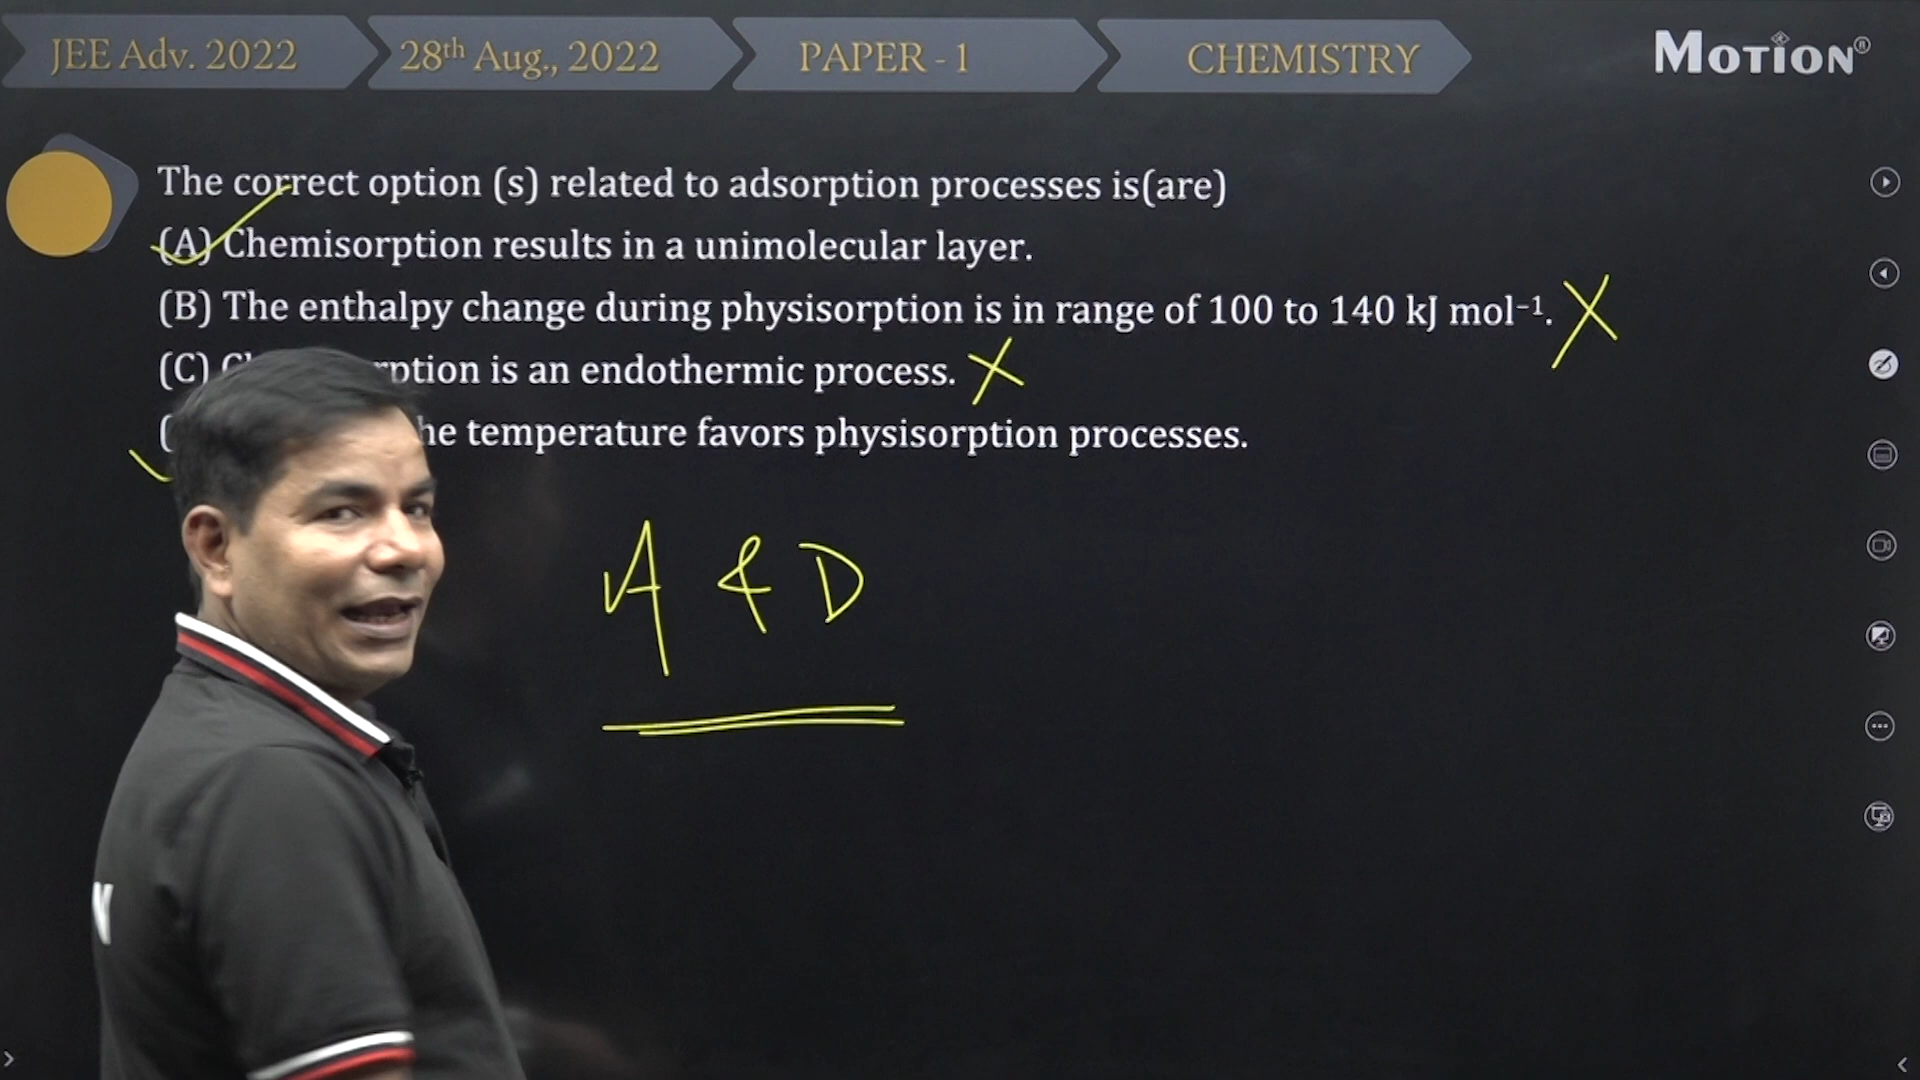 JEE Adv. 2022 28th Aug., 2022 PAPER - 1 CHEMISTRY MOTION®
The correct option (s) related to adsorption processes is(are)
(A) Chemisorption results in a unimolecular layer.
(B) The enthalpy change during physisorption is in range of 100 to 140 kJ mol⁻¹.
(C) is an endothermic process.
temperature favors physisorption processes.
A & D